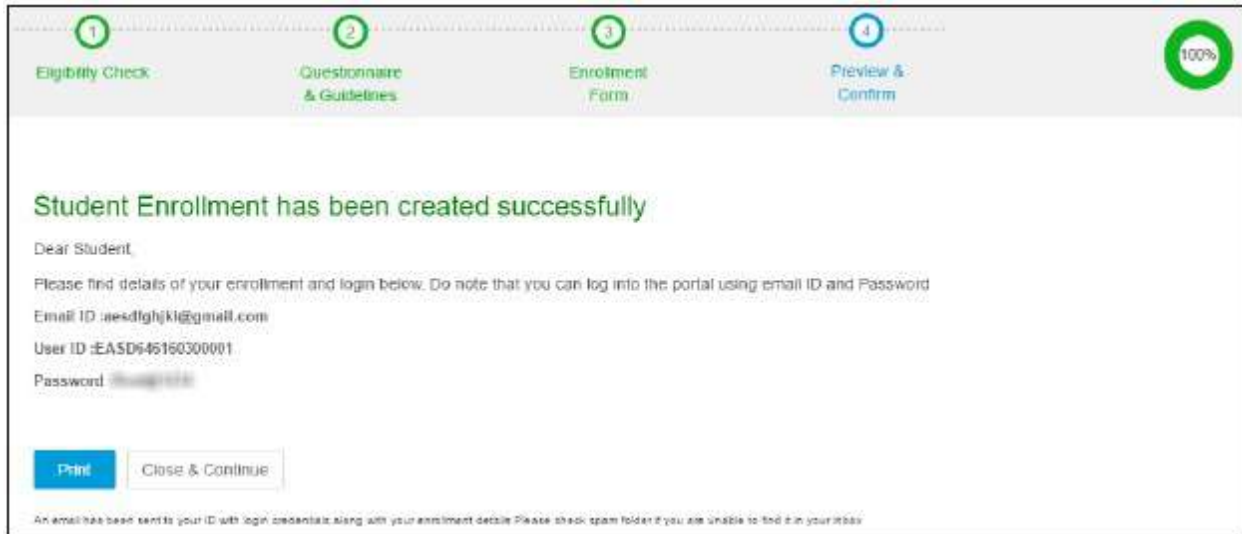 1
2
3
4
100%
Eligibility Check
Questionnaire
& Guidelines
Enrollment
Form
Preview &
Confirm
Student Enrollment has been created successfully
Dear Student,
Please find details of your enrollment and login below. Do note that you can log into the portal using email ID and Password
Email ID :aesdfghjkl@gmail.com
User ID :EASD646160300001
Password
Print
Close & Continue
An email has been sent to your ID with login credentials along with your enrollment details Please check spam folder if you are unable to find it in your inbox